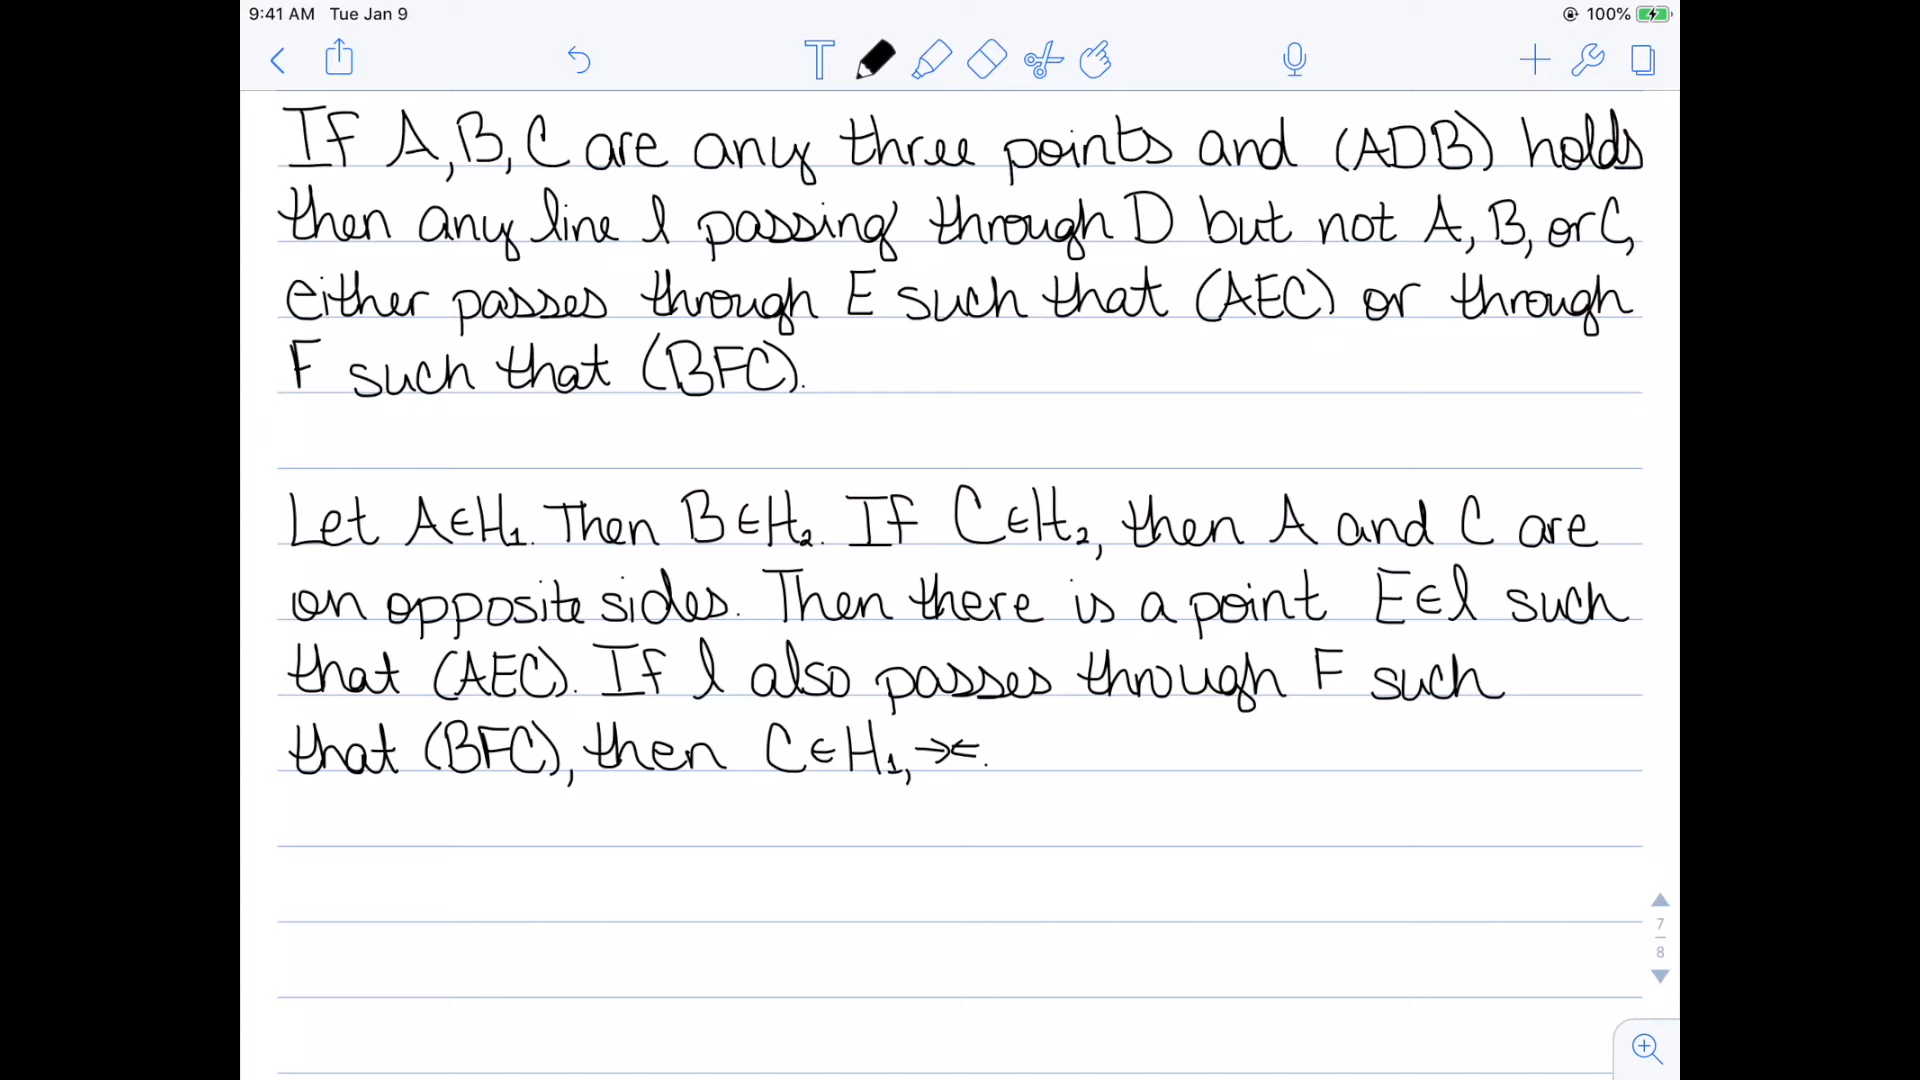 9:41 AM Tue Jan 9 100%
T
If A, B, C are any three points and (ADB) holds
then any line l passing through D but not A, B, or C,
either passes through E such that (AEC) or through
F such that (BFC).
Let A∈H₁. Then B∈H₂. If C∈H₂, then A and C are
on opposite sides. Then there is a point E∈l such
that (AEC). If l also passes through F such
that (BFC), then C∈H₁, →←.
7
8